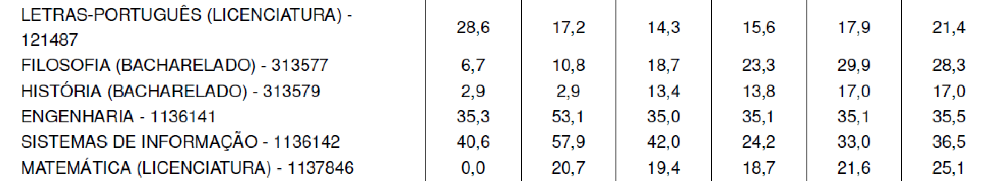 LETRAS-PORTUGUÊS (LICENCIATURA) -
121487 28,6 17,2 14,3 15,6 17,9 21,4
FILOSOFIA (BACHARELADO) - 313577 6,7 10,8 18,7 23,3 29,9 28,3
HISTÓRIA (BACHARELADO) - 313579 2,9 2,9 13,4 13,8 17,0 17,0
ENGENHARIA - 1136141 35,3 53,1 35,0 35,1 35,1 35,5
SISTEMAS DE INFORMAÇÃO - 1136142 40,6 57,9 42,0 24,2 33,0 36,5
MATEMÁTICA (LICENCIATURA) - 1137846 0,0 20,7 19,4 18,7 21,6 25,1